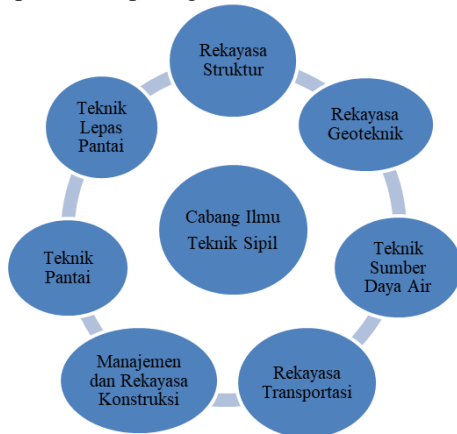 Rekayasa
Struktur
Rekayasa
Geoteknik
Teknik
Sumber
Daya Air
Rekayasa
Transportasi
Manajemen
dan Rekayasa
Konstruksi
Teknik
Pantai
Teknik
Lepas
Pantai
Cabang Ilmu
Teknik Sipil